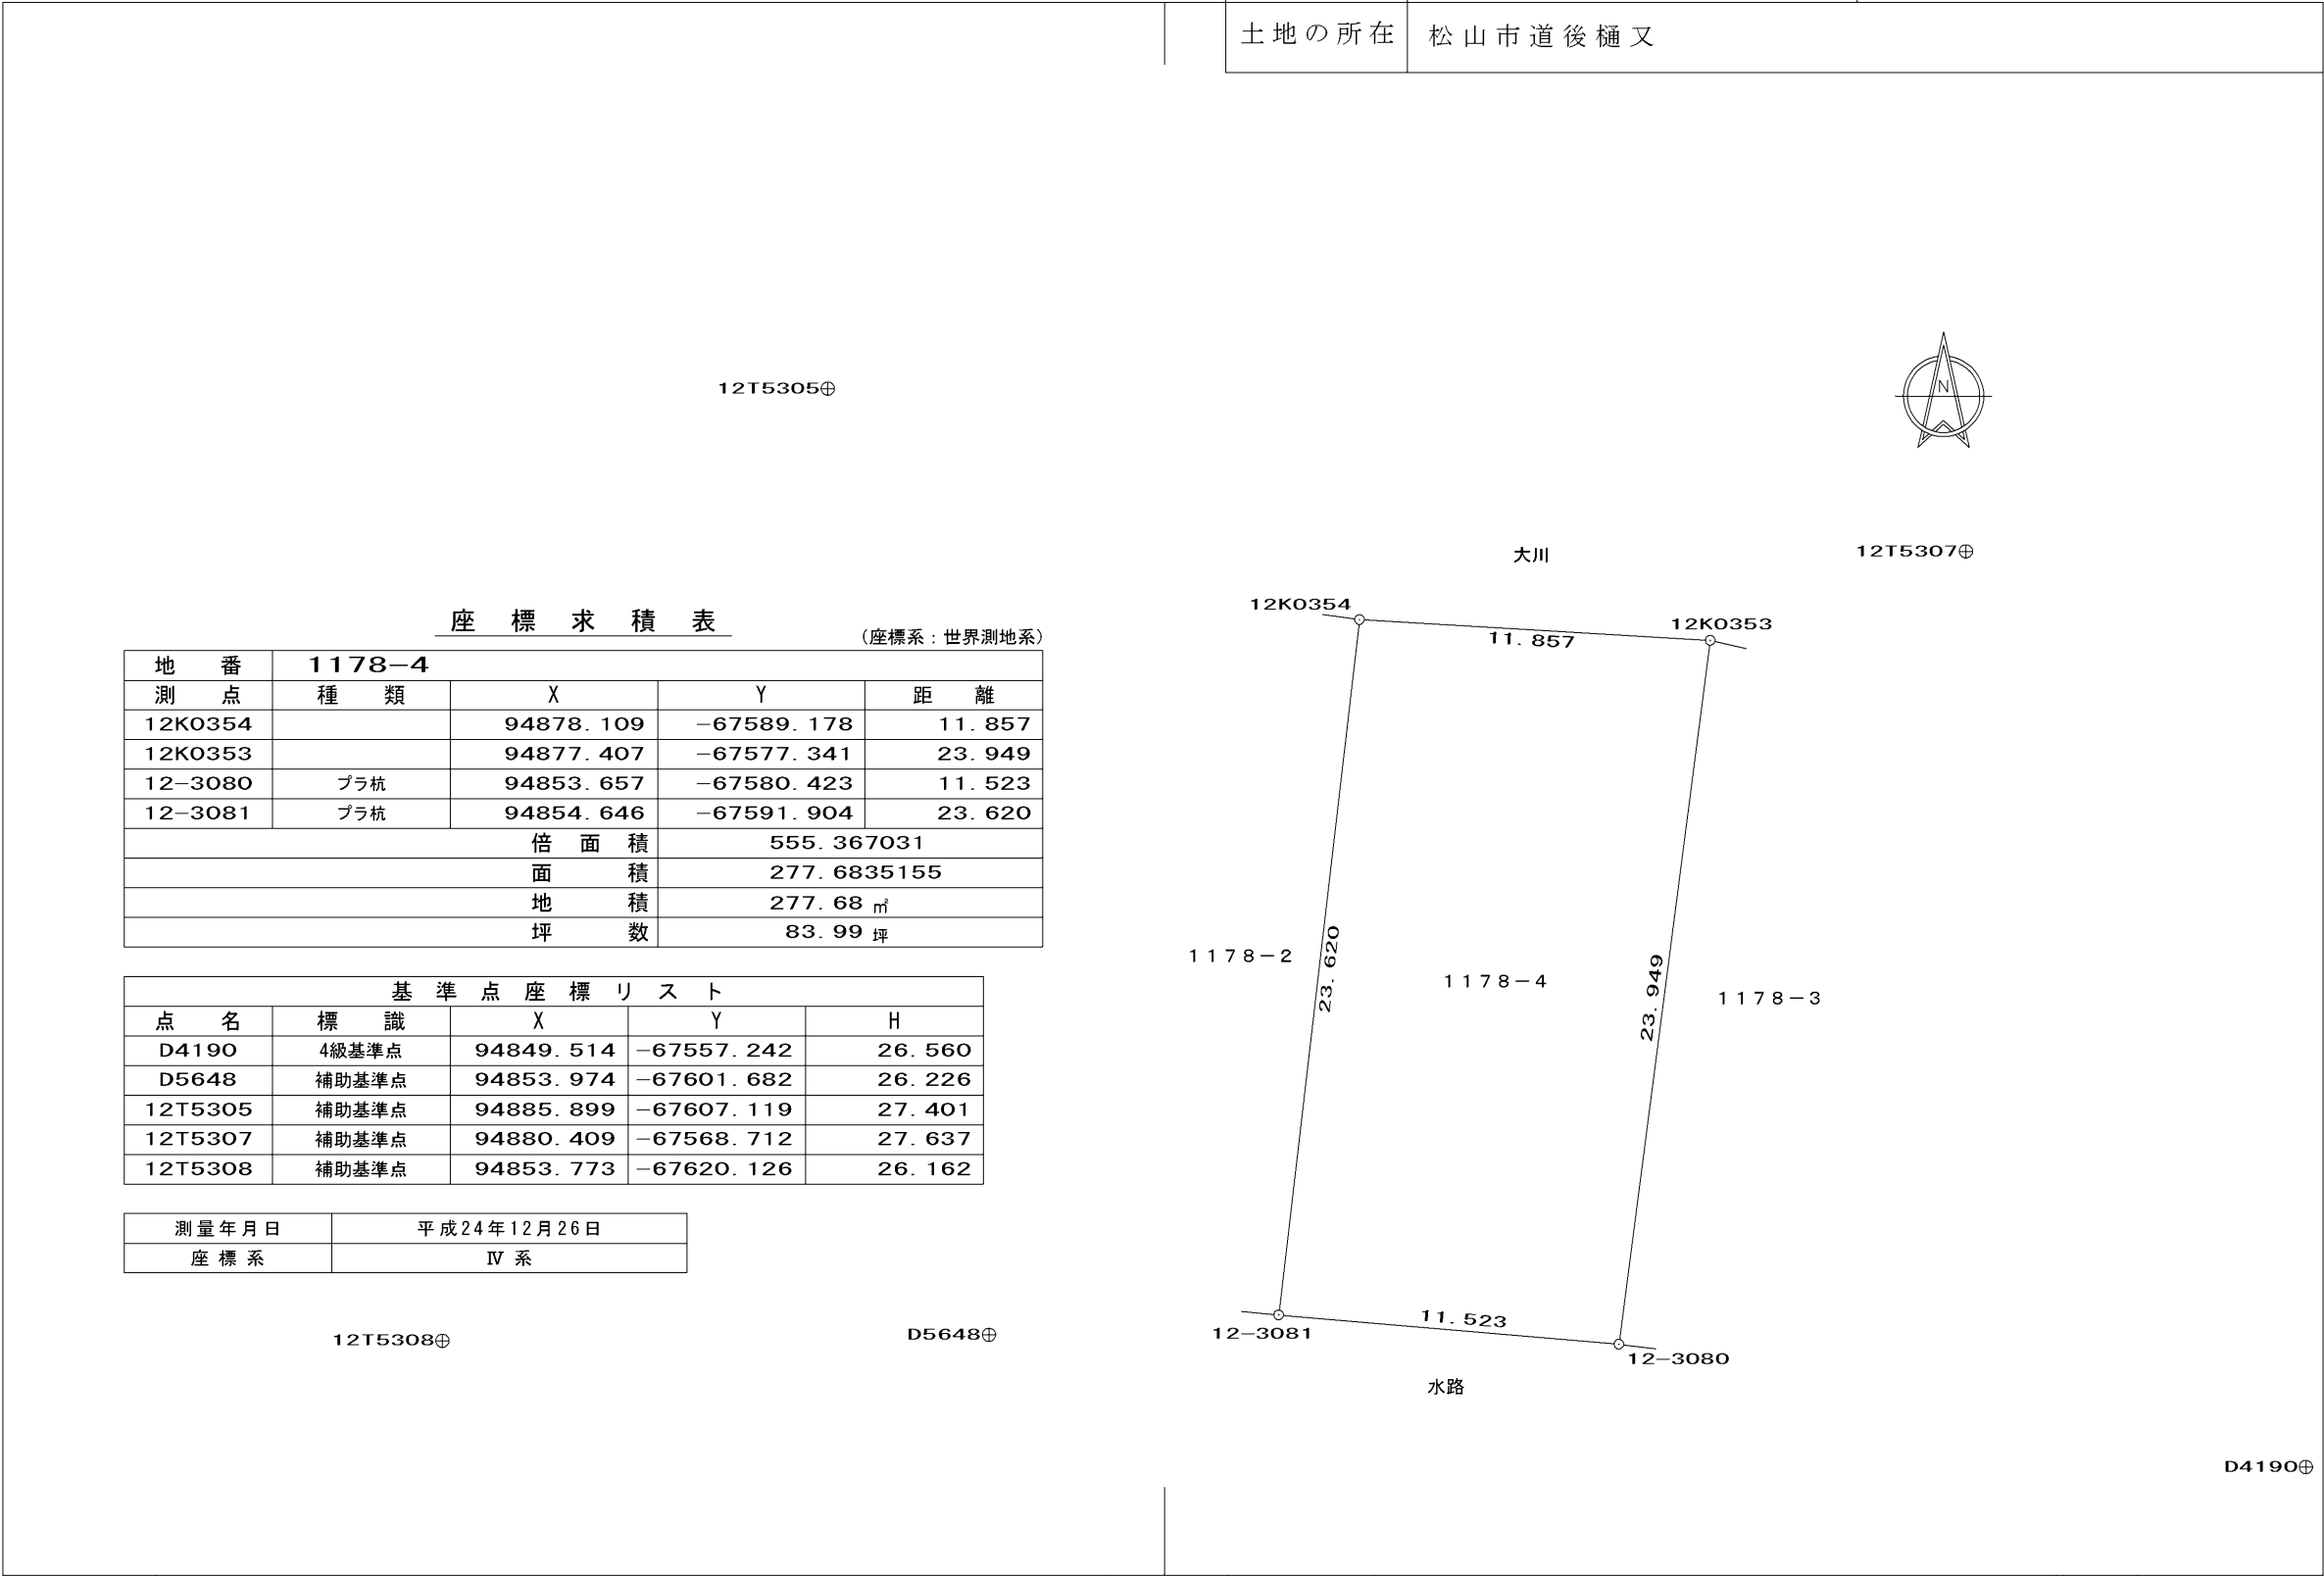 土地の所在 松山市道後樋又
12T5305
N
大川
12T5307
12K0354
12K0353
11.857
座標求積表
(座標系：世界測地系)
地番 1178-4
測点 種類 X Y 距離
12K0354 94878.109 -67589.178 11.857
12K0353 94877.407 -67577.341 23.949
12-3080 プラ杭 94853.657 -67580.423 11.523
12-3081 プラ杭 94854.646 -67591.904 23.620
倍面積 555.367031
面積 277.6835155
地積 277.68 ㎡
坪数 83.99 坪
1178-2
23.620
1178-4
23.949
1178-3
基準点座標リスト
点名 標識 X Y H
D4190 4級基準点 94849.514 -67557.242 26.560
D5648 補助基準点 94853.974 -67601.682 26.226
12T5305 補助基準点 94885.899 -67607.119 27.401
12T5307 補助基準点 94880.409 -67568.712 27.637
12T5308 補助基準点 94853.773 -67620.126 26.162
測量年月日 平成24年12月26日
座標系 Ⅳ系
12T5308
D5648
12-3081
11.523
12-3080
水路
D4190